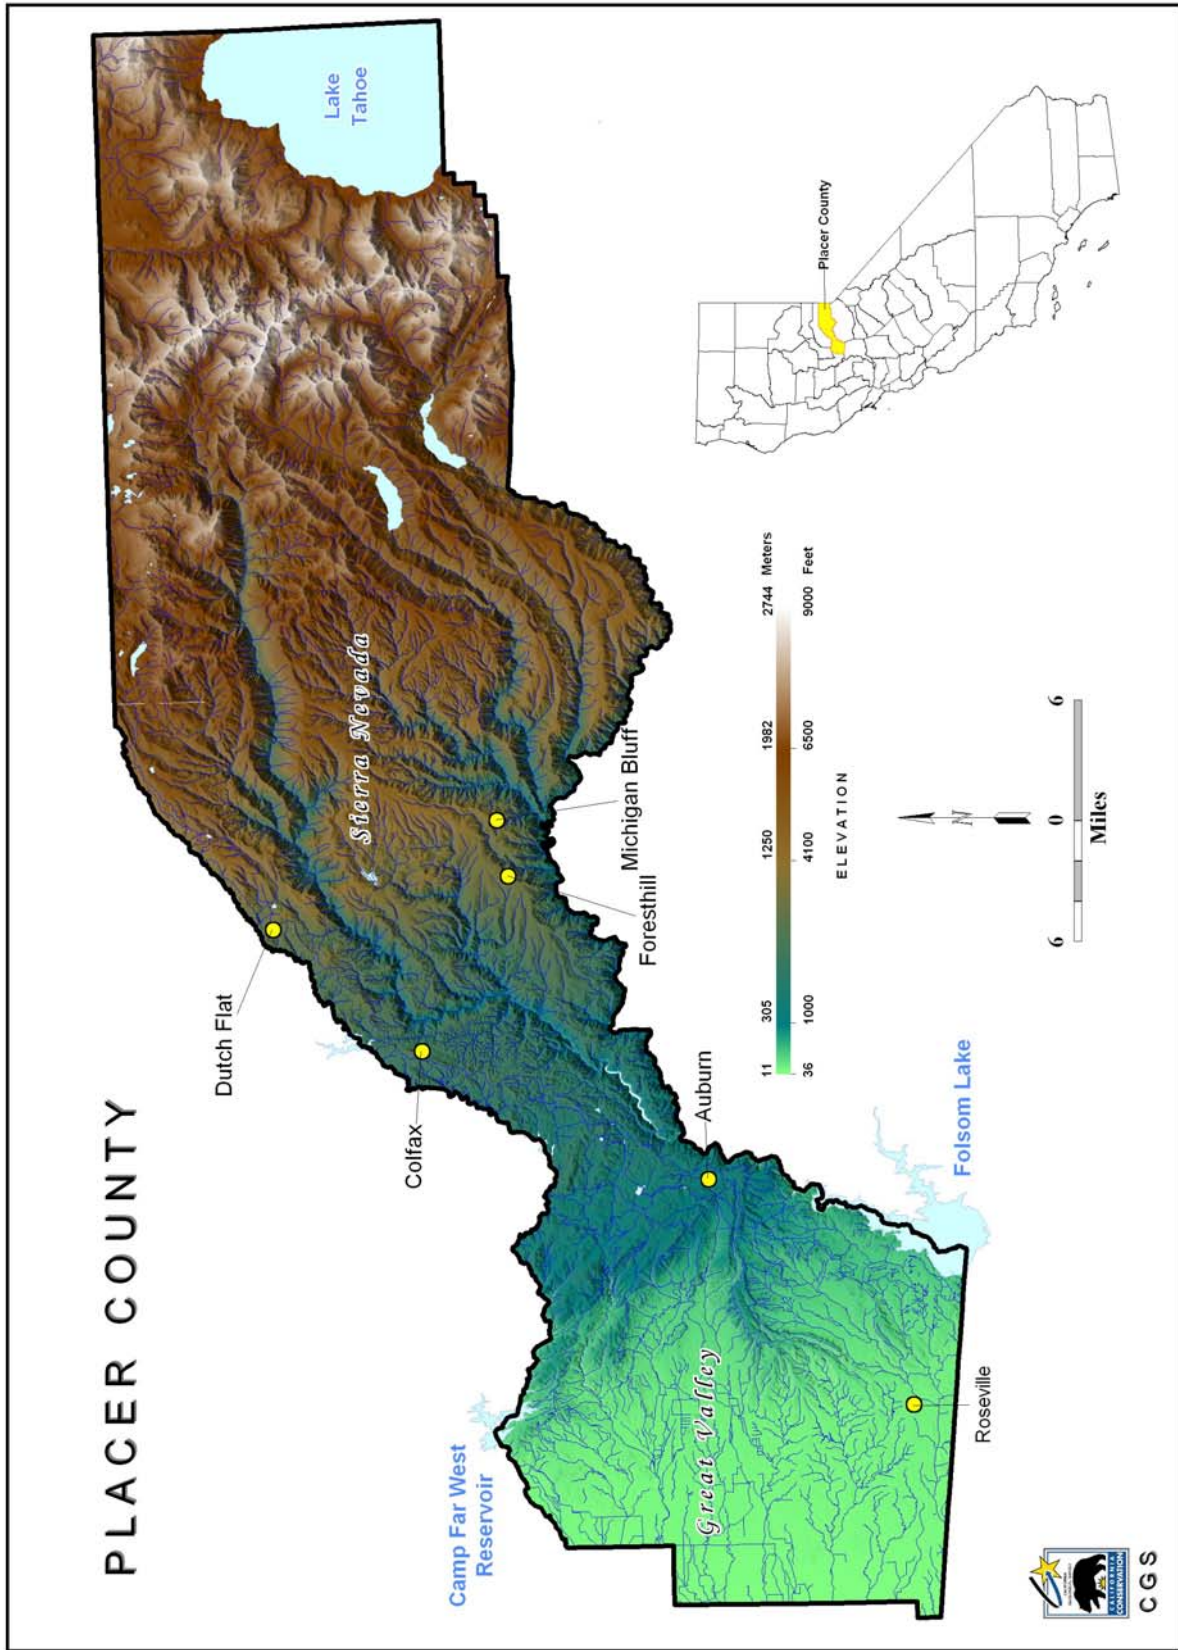 PLACER COUNTY
Lake
Tahoe
Sierra Nevada
Dutch Flat
Colfax
Michigan Bluff
Foresthill
Auburn
Camp Far West
Reservoir
Great Valley
Roseville
Folsom Lake
Placer County
11 305 1250 1982 2744 Meters
36 1000 4100 6500 9000 Feet
ELEVATION
N
6 0 6
Miles
CALIFORNIA
CONSERVATION
CGS